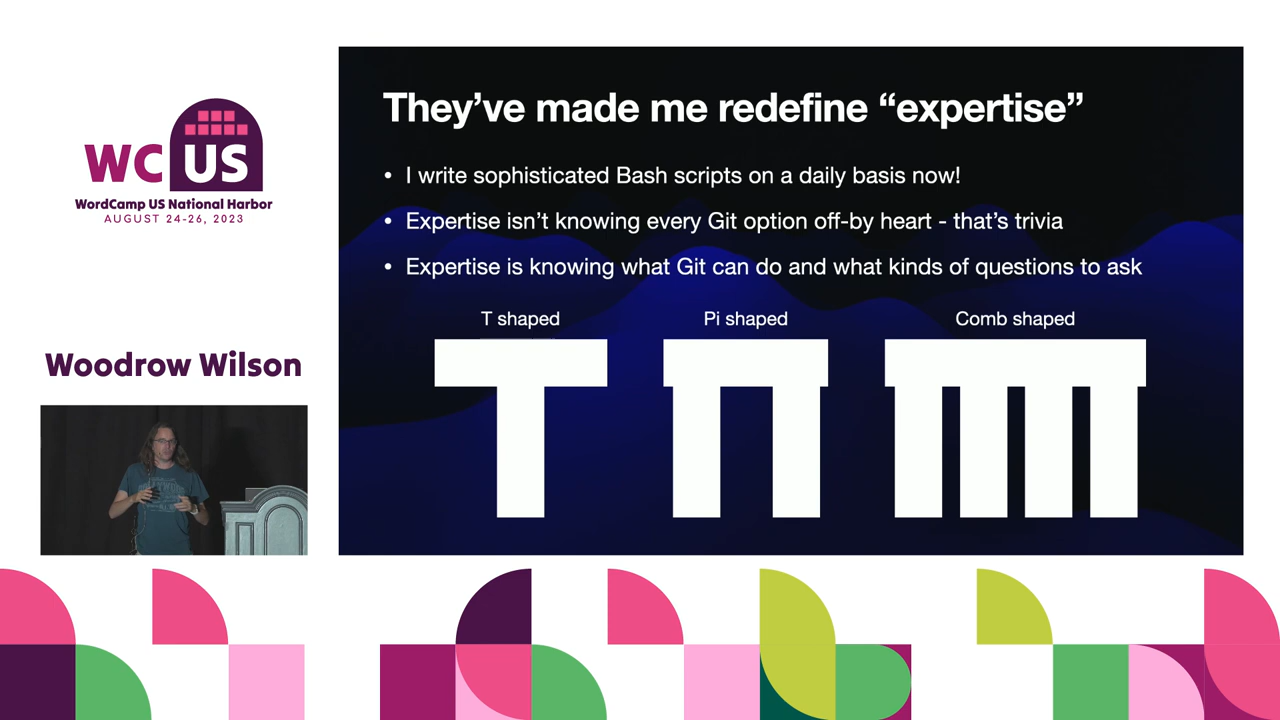 WC US
WordCamp US National Harbor
AUGUST 24-26, 2023
Woodrow Wilson
They’ve made me redefine “expertise”
• I write sophisticated Bash scripts on a daily basis now!
• Expertise isn’t knowing every Git option off-by heart - that’s trivia
• Expertise is knowing what Git can do and what kinds of questions to ask
T shaped
Pi shaped
Comb shaped